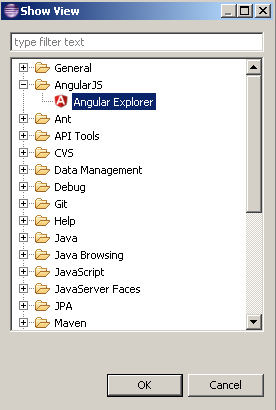 Show View
type filter text
General
AngularJS
Angular Explorer
Ant
API Tools
CVS
Data Management
Debug
Git
Help
Java
Java Browsing
JavaScript
JavaServer Faces
JPA
Maven
OK Cancel